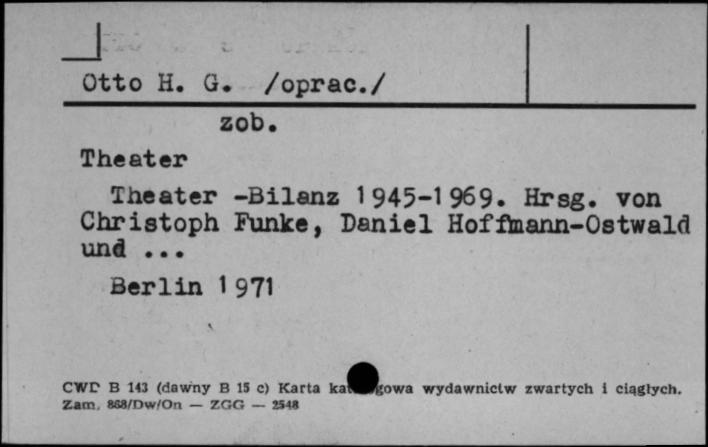 Otto H. G. /oprac./
zob.
Theater
Theater -Bilanz 1945-1969. Hrsg. von
Christoph Funke, Daniel Hoffmann-Ostwald
und ...
Berlin 1971
CWD B 143 (dawny B 15 c) Karta katalogowa wydawnictw zwartych i ciągłych.
Zam. 868/Dw/On — ZGG — 2548